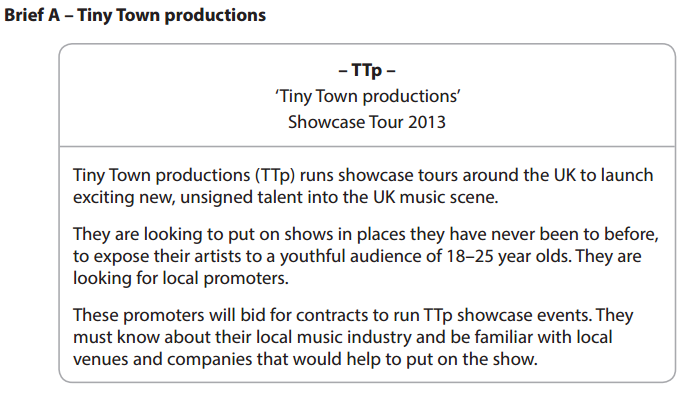 Brief A – Tiny Town productions
– TTp –
‘Tiny Town productions’
Showcase Tour 2013
Tiny Town productions (TTp) runs showcase tours around the UK to launch
exciting new, unsigned talent into the UK music scene.
They are looking to put on shows in places they have never been to before,
to expose their artists to a youthful audience of 18–25 year olds. They are
looking for local promoters.
These promoters will bid for contracts to run TTp showcase events. They
must know about their local music industry and be familiar with local
venues and companies that would help to put on the show.